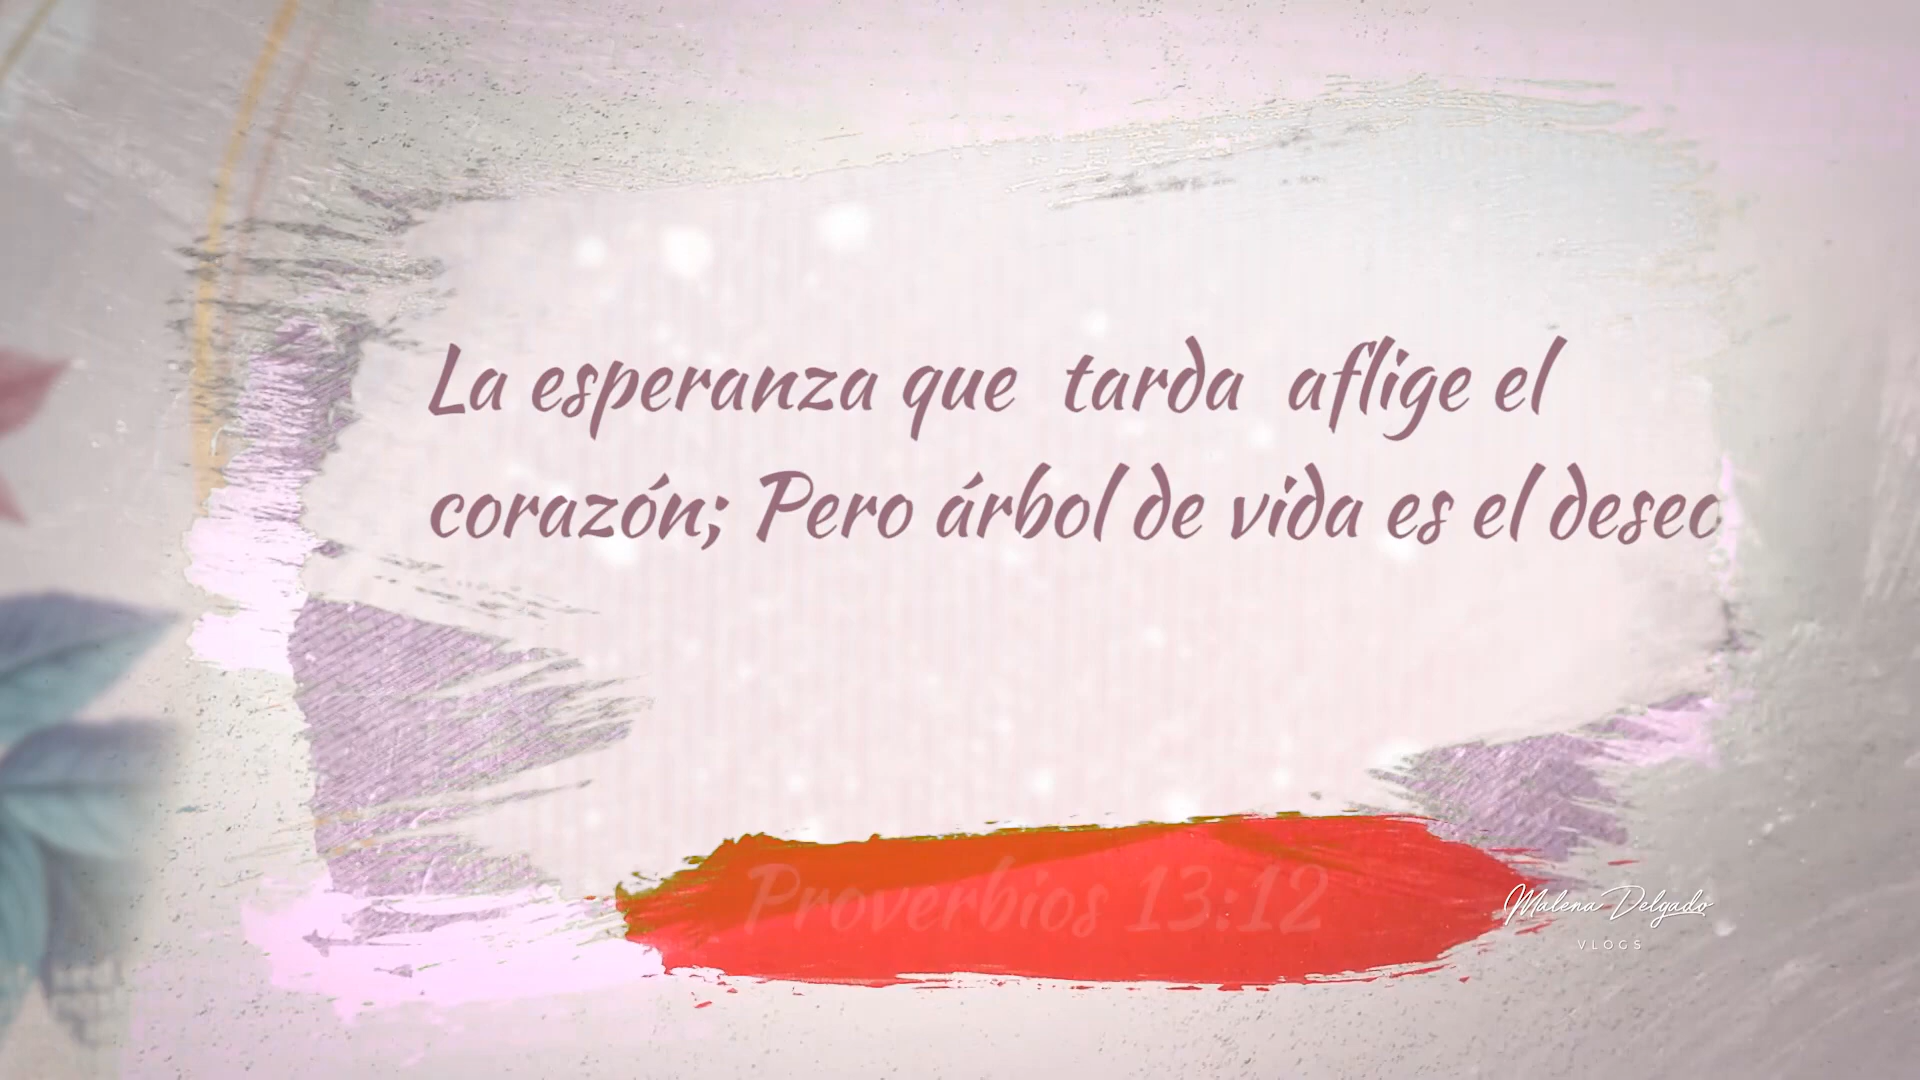 La esperanza que tarda aflige el
corazón; Pero árbol de vida es el deseo
Proverbios 13:12
Malena Delgado
VLOGS